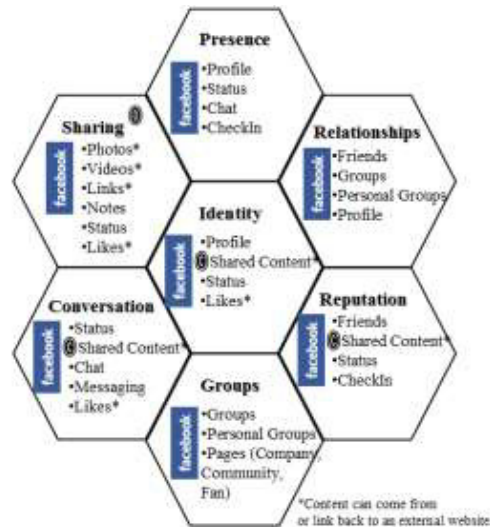 Presence
facebook
•Profile
•Status
•Chat
•CheckIn
Sharing
facebook
•Photos*
•Videos*
•Links*
•Notes
•Status
•Likes*
Relationships
facebook
•Friends
•Groups
•Personal Groups
•Profile
Identity
facebook
•Profile
Shared Content*
•Status
•Likes*
Conversation
facebook
•Status
Shared Content*
•Chat
•Messaging
•Likes*
Reputation
facebook
•Friends
Shared Content*
•Status
•CheckIn
Groups
facebook
•Groups
•Personal Groups
•Pages (Company,
Community,
Fan)
*Content can come from
or link back to an external website